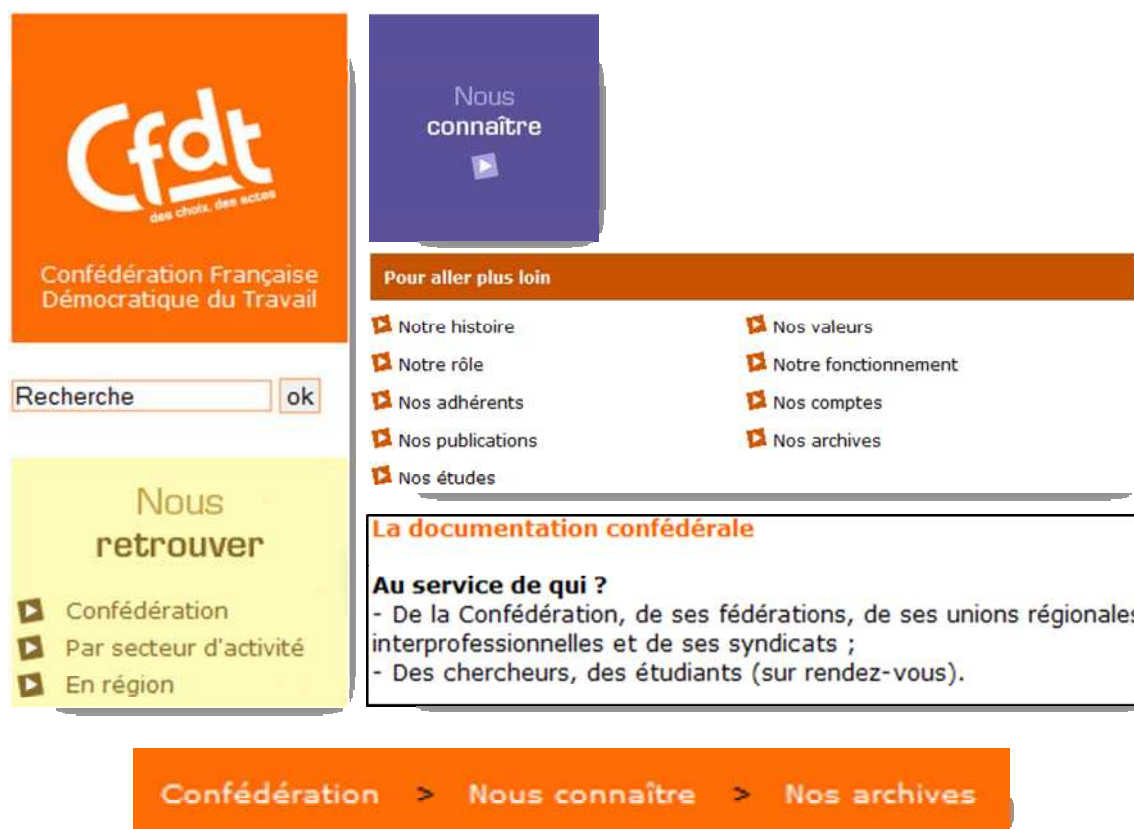 Cfdt
des choix. des actes
Confédération Française
Démocratique du Travail
Recherche
ok
Nous
retrouver
Confédération
Par secteur d'activité
En région
Nous
connaître
Pour aller plus loin
Notre histoire
Nos valeurs
Notre rôle
Notre fonctionnement
Nos adhérents
Nos comptes
Nos publications
Nos archives
Nos études
La documentation confédérale
Au service de qui ?
- De la Confédération, de ses fédérations, de ses unions régionales
interprofessionnelles et de ses syndicats ;
- Des chercheurs, des étudiants (sur rendez-vous).
Confédération > Nous connaître > Nos archives